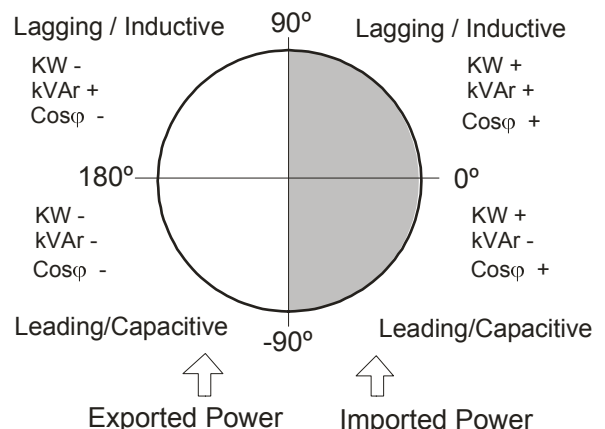 90º
Lagging / Inductive
KW -
kVAr +
Cosφ -
Lagging / Inductive
KW +
kVAr +
Cosφ +
180º
0º
KW -
kVAr -
Cosφ -
KW +
kVAr -
Cosφ +
Leading/Capacitive
-90º
Leading/Capacitive
Exported Power
Imported Power